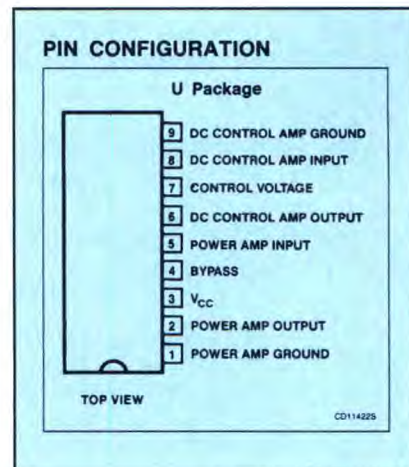 PIN CONFIGURATION
U Package
9 DC CONTROL AMP GROUND
8 DC CONTROL AMP INPUT
7 CONTROL VOLTAGE
6 DC CONTROL AMP OUTPUT
5 POWER AMP INPUT
4 BYPASS
3 VCC
2 POWER AMP OUTPUT
1 POWER AMP GROUND
TOP VIEW
CD11422S